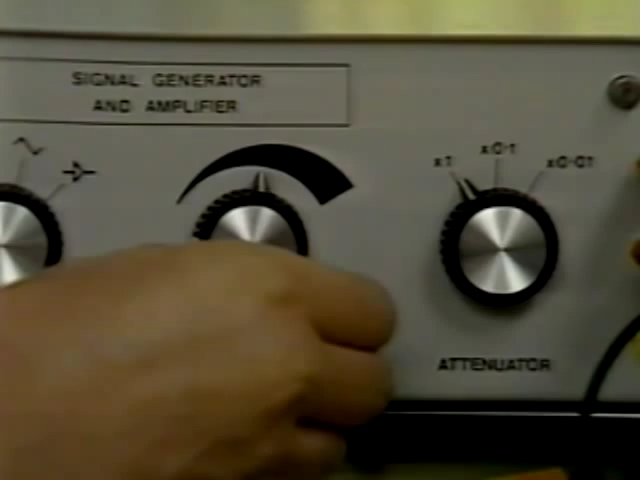 SIGNAL GENERATOR
AND AMPLIFIER
x1 x0·1 x0·01
ATTENUATOR